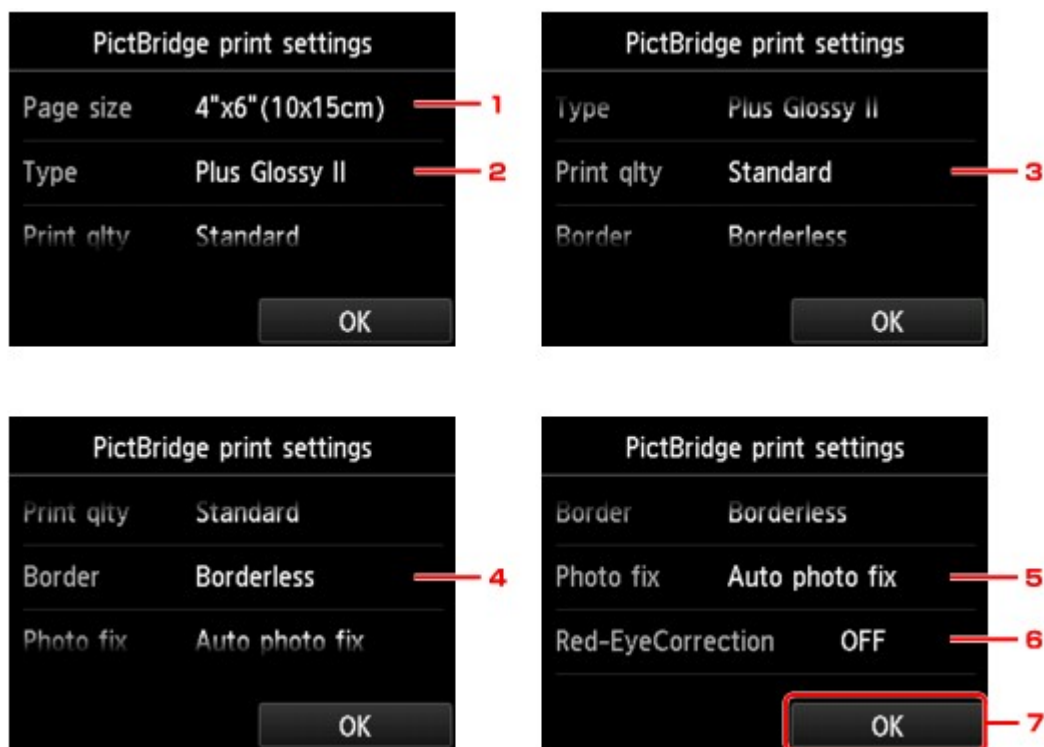 PictBridge print settings
Page size 4"x6"(10x15cm) 1
Type Plus Glossy II 2
Print qlty Standard
OK
PictBridge print settings
Type Plus Glossy II
Print qlty Standard 3
Border Borderless
OK
PictBridge print settings
Print qlty Standard
Border Borderless 4
Photo fix Auto photo fix
OK
PictBridge print settings
Border Borderless
Photo fix Auto photo fix 5
Red-EyeCorrection OFF 6
OK 7